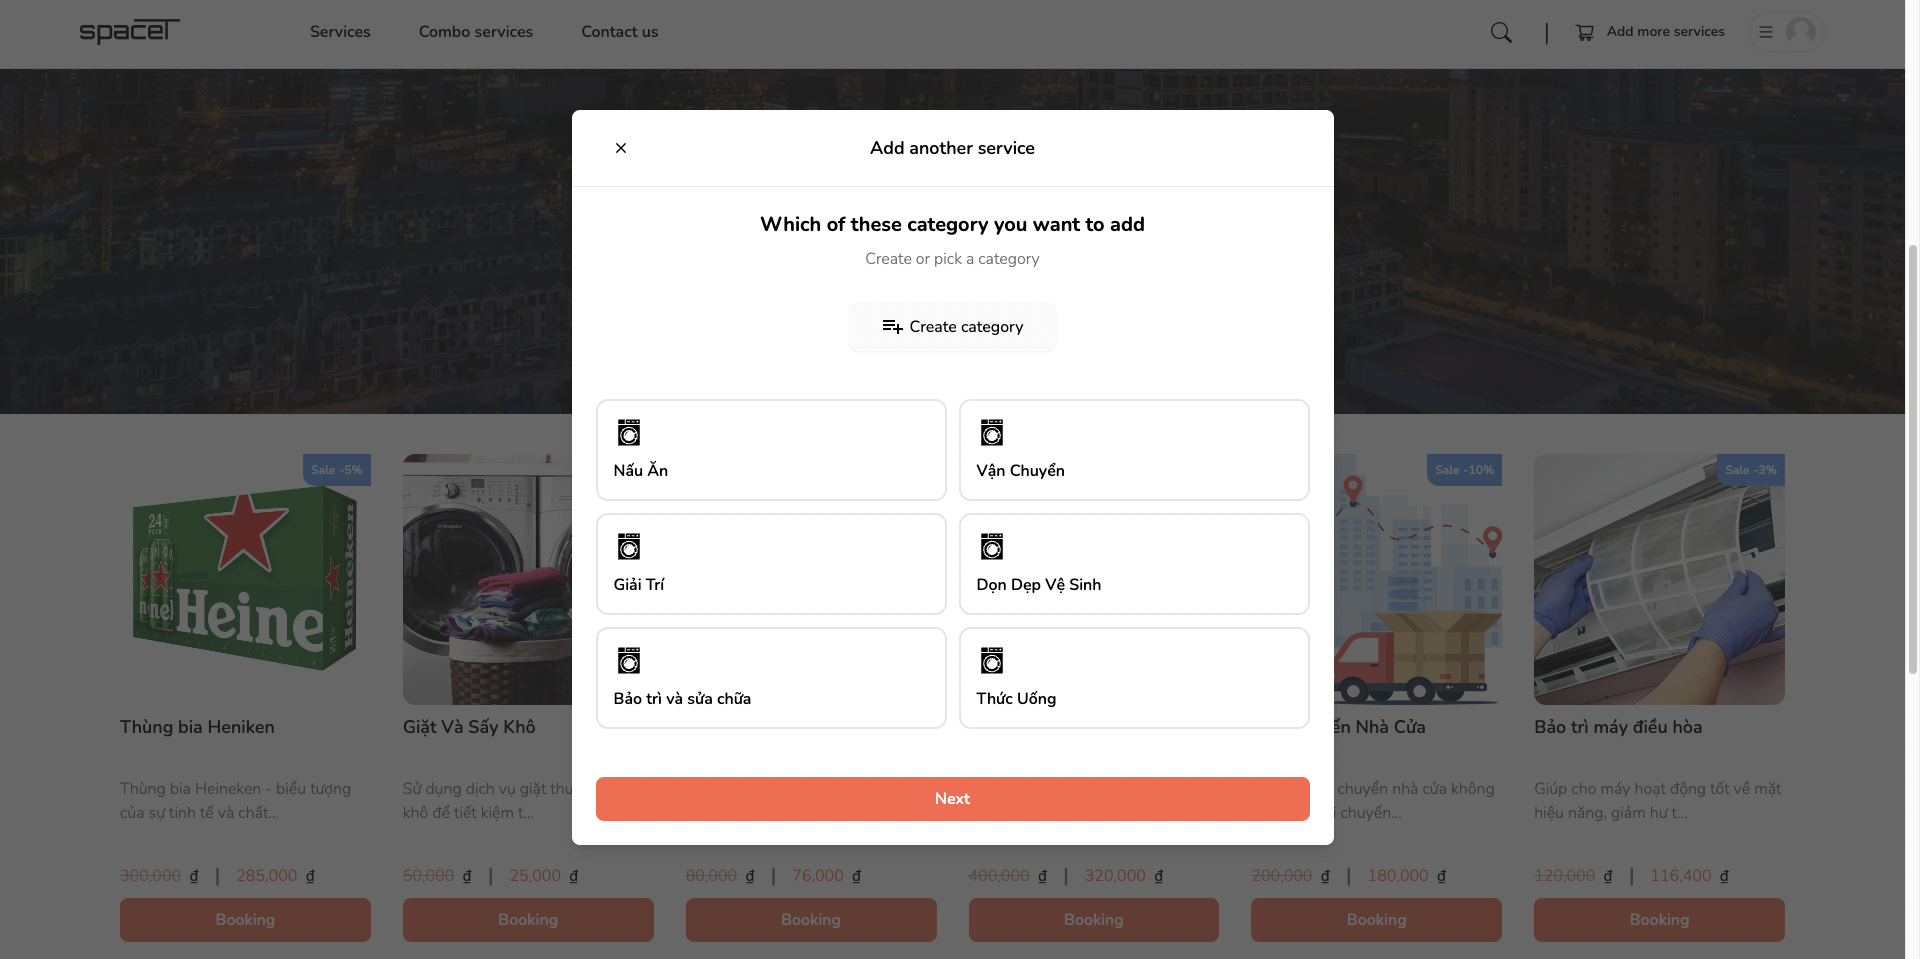 spaceT
Services
Combo services
Contact us
Add more services
Add another service
Which of these category you want to add
Create or pick a category
Create category
Nấu Ăn
Vận Chuyển
Giải Trí
Dọn Dẹp Vệ Sinh
Bảo trì và sửa chữa
Thức Uống
Next
Sale -5%
Sale -10%
Sale -3%
24
PACK
Heine
Heineken
Thùng bia Heniken
Giặt Và Sấy Khô
ển Nhà Cửa
Bảo trì máy điều hòa
Thùng bia Heineken - biểu tượng
của sự tinh tế và chất...
Sử dụng dịch vụ giặt thu
khô để tiết kiệm t...
chuyển nhà cửa không
i chuyển...
Giúp cho máy hoạt động tốt về mặt
hiệu năng, giảm hư t...
300,000 ₫ | 285,000 ₫
50,000 ₫ | 25,000 ₫
80,000 ₫ | 76,000 ₫
400,000 ₫ | 320,000 ₫
200,000 ₫ | 180,000 ₫
120,000 ₫ | 116,400 ₫
Booking
Booking
Booking
Booking
Booking
Booking